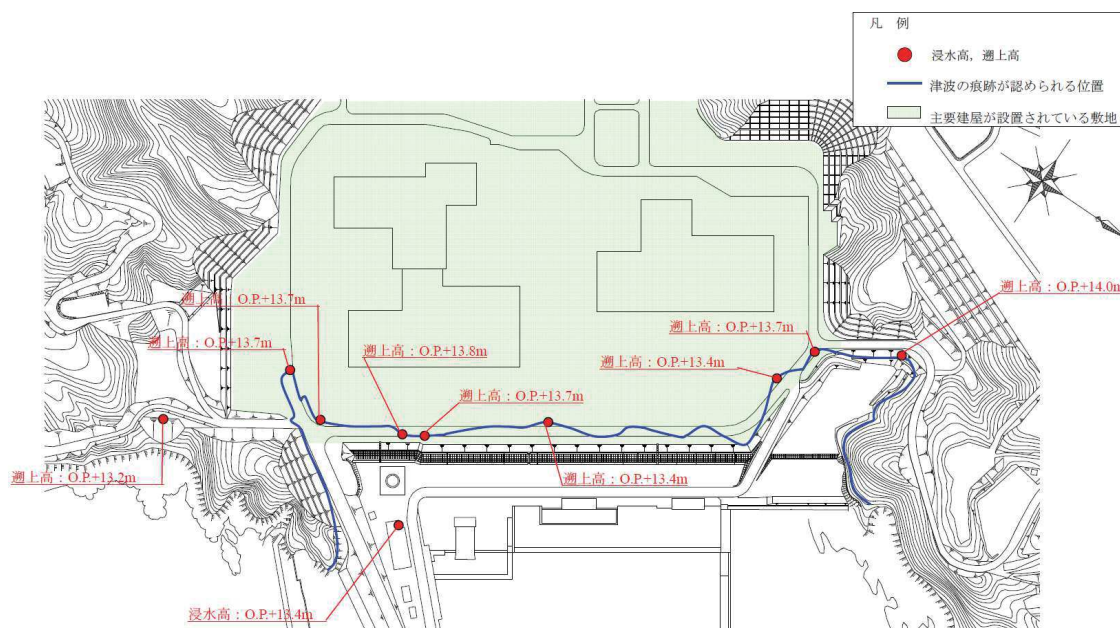 凡 例
浸水高，遡上高
津波の痕跡が認められる位置
主要建屋が設置されている敷地
遡上高：O.P.+14.0m
遡上高：O.P.+13.7m
遡上高：O.P.+13.7m
遡上高：O.P.+13.7m
遡上高：O.P.+13.8m
遡上高：O.P.+13.4m
遡上高：O.P.+13.7m
遡上高：O.P.+13.2m
遡上高：O.P.+13.4m
浸水高：O.P.+13.4m